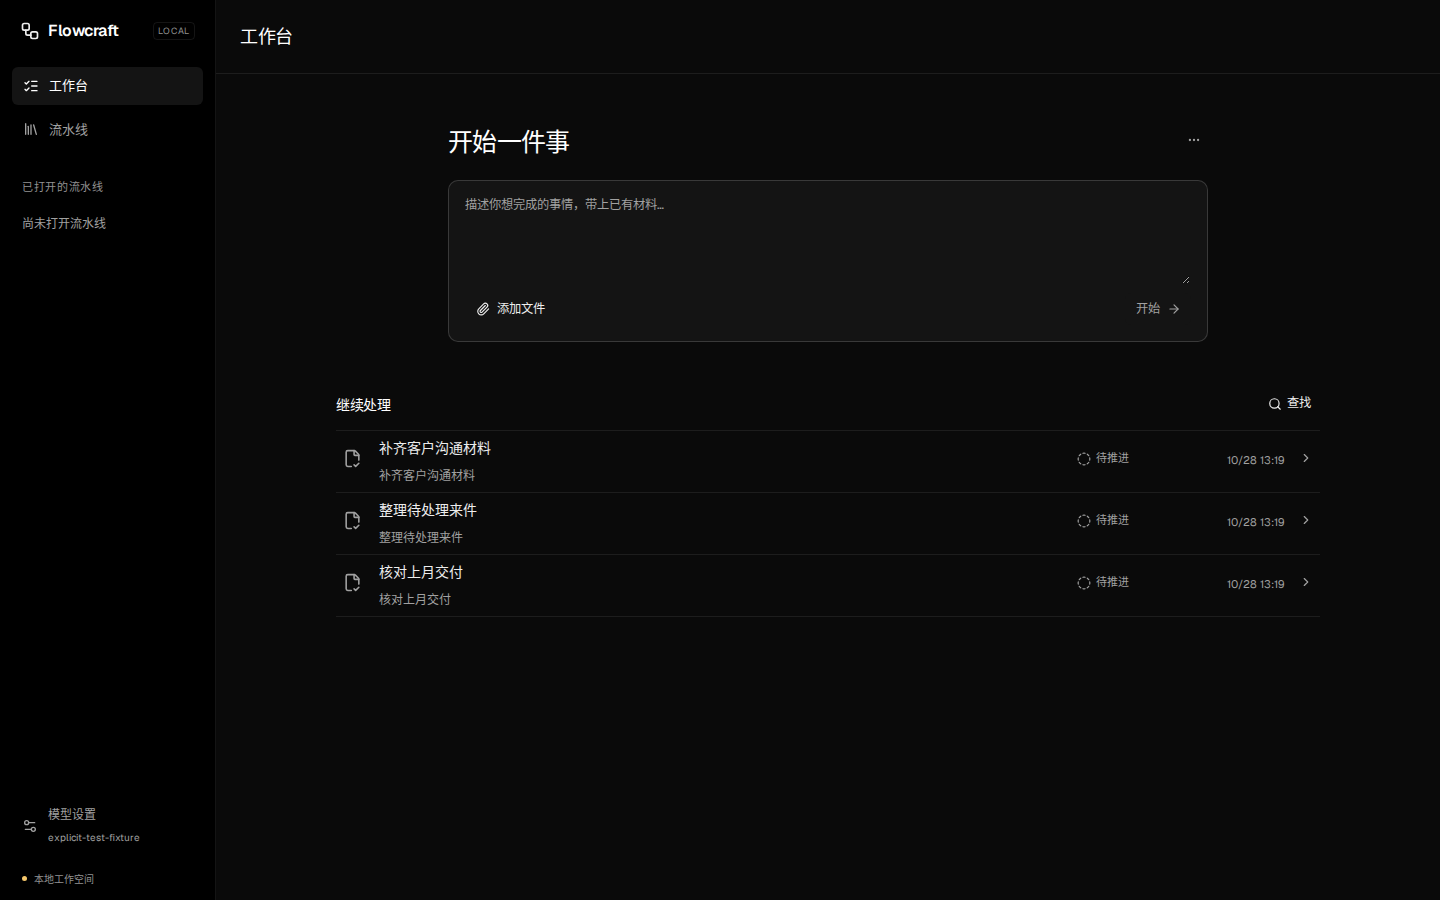 Flowcraft
LOCAL
工作台
流水线
已打开的流水线
尚未打开流水线
模型设置
explicit-test-fixture
本地工作空间
工作台
开始一件事
描述你想完成的事情，带上已有材料…
添加文件
开始
继续处理
查找
补齐客户沟通材料
补齐客户沟通材料
待推进
10/28 13:19
整理待处理来件
整理待处理来件
待推进
10/28 13:19
核对上月交付
核对上月交付
待推进
10/28 13:19